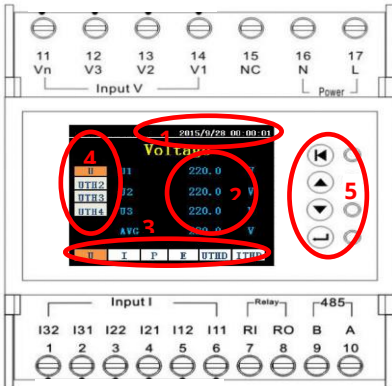 11 12 13 14 15 16 17
Vn V3 V2 V1 NC N L
Input V Power
1 2015/9/28 00:00:01
4 Voltage
U U1 220.0 V
UTH2
UTH3 U2 220.0 2 V
UTH4 U3 220.0 V
3
AVG 220.0 V
U I P E UTHD ITHD
5
Input I Relay 485
I32 I31 I22 I21 I12 I11 RI RO B A
1 2 3 4 5 6 7 8 9 10